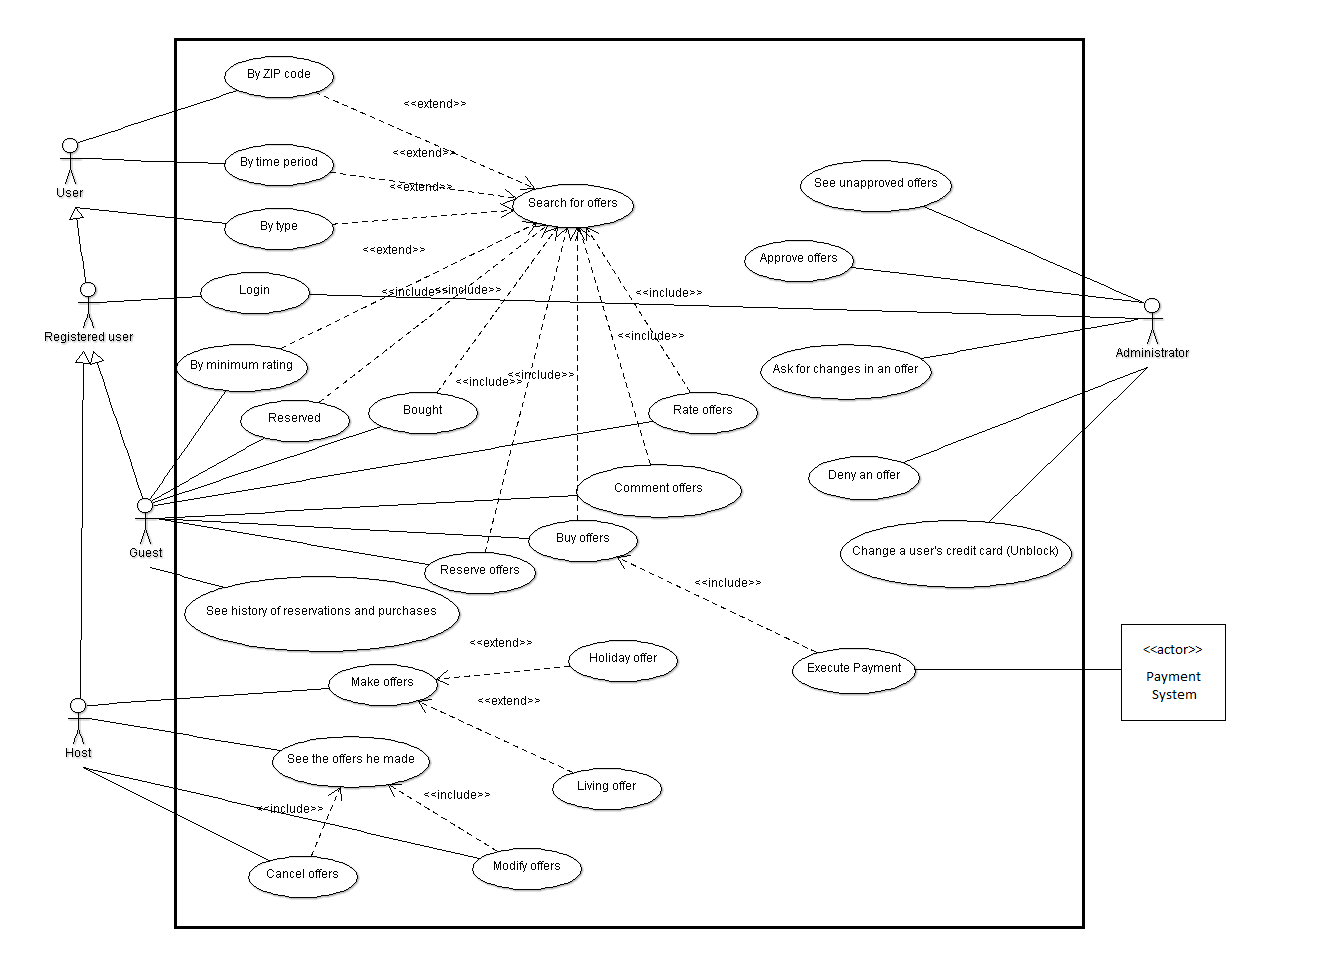 By ZIP code
<<extend>>
<<extend>>
By time period
See unapproved offers
User
<<extend>>
Search for offers
By type
<<extend>>
Approve offers
Login
<<include>>
<<include>>
<<include>>
Registered user
<<include>>
Administrator
By minimum rating
Ask for changes in an offer
<<include>>
<<include>>
Reserved
Bought
Rate offers
Deny an offer
Comment offers
Buy offers
Guest
Change a user's credit card (Unblock)
Reserve offers
<<include>>
See history of reservations and purchases
<<extend>>
<<actor>>
Holiday offer
Execute Payment
Payment
System
Make offers
<<extend>>
Host
See the offers he made
Living offer
<<include>>
<<include>>
Cancel offers
Modify offers